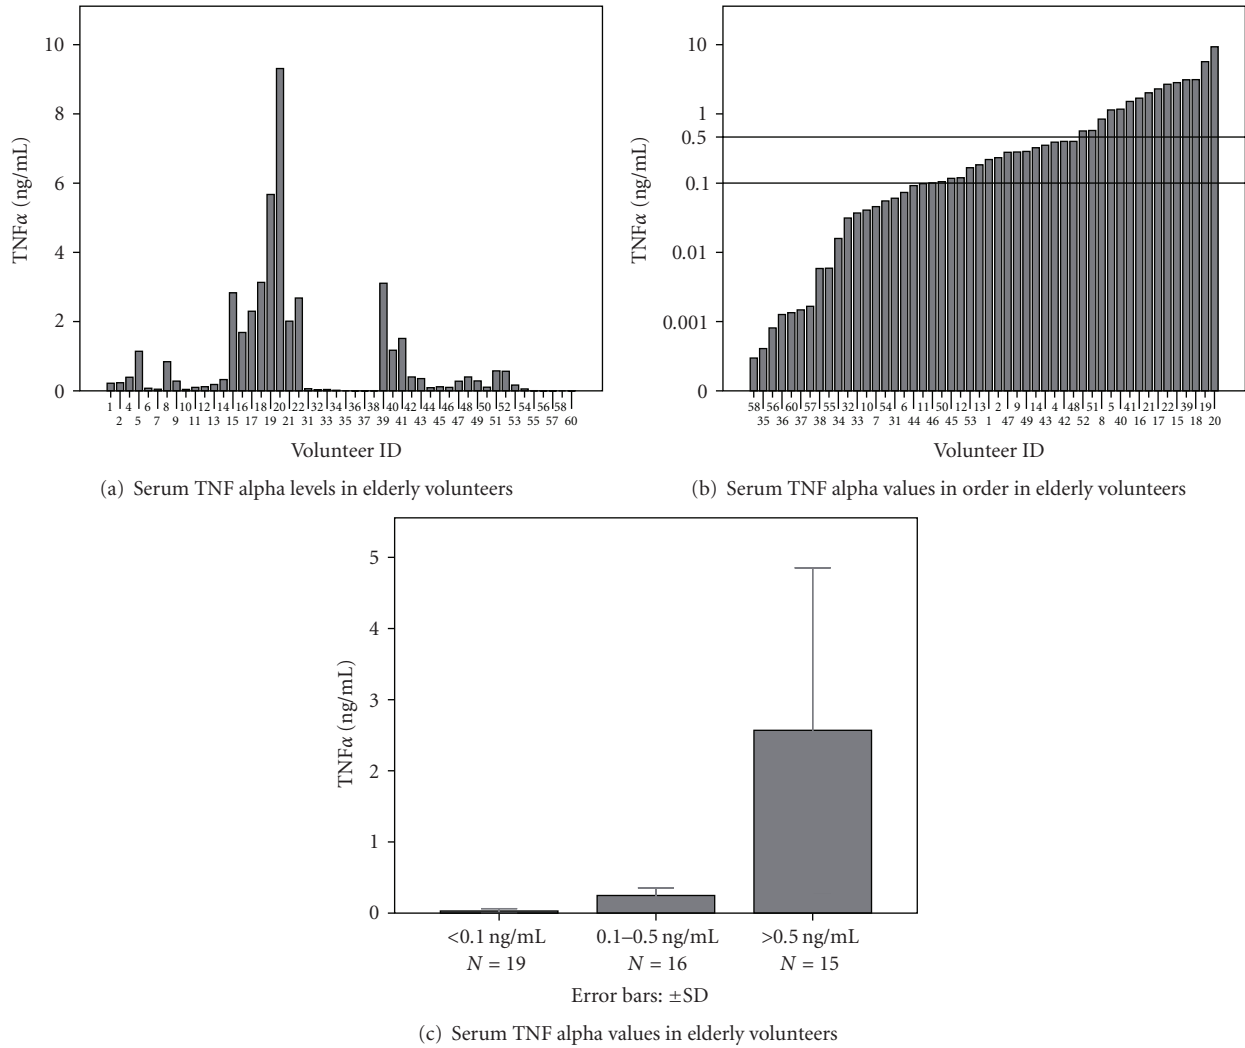 10
8
6
4
2
0
TNFα (ng/mL)
1 4 6 8 10 12 14 16 18 20 22 32 34 36 38 40 42 44 46 48 50 52 54 56 58
2 5 7 9 11 13 15 17 19 21 31 33 35 37 39 41 43 45 47 49 51 53 55 57 60
Volunteer ID
(a) Serum TNF alpha levels in elderly volunteers
10
1
0.5
0.1
0.01
0.001
0
TNFα (ng/mL)
58 56 60 57 55 32 10 54 6 11 50 12 13 2 9 14 4 48 51 5 41 21 22 39 19
35 36 37 38 34 33 7 31 44 46 45 53 1 47 49 43 42 52 8 40 16 17 15 18 20
Volunteer ID
(b) Serum TNF alpha values in order in elderly volunteers
5
4
3
2
1
0
TNFα (ng/mL)
<0.1 ng/mL 0.1–0.5 ng/mL >0.5 ng/mL
N = 19 N = 16 N = 15
Error bars: ±SD
(c) Serum TNF alpha values in elderly volunteers